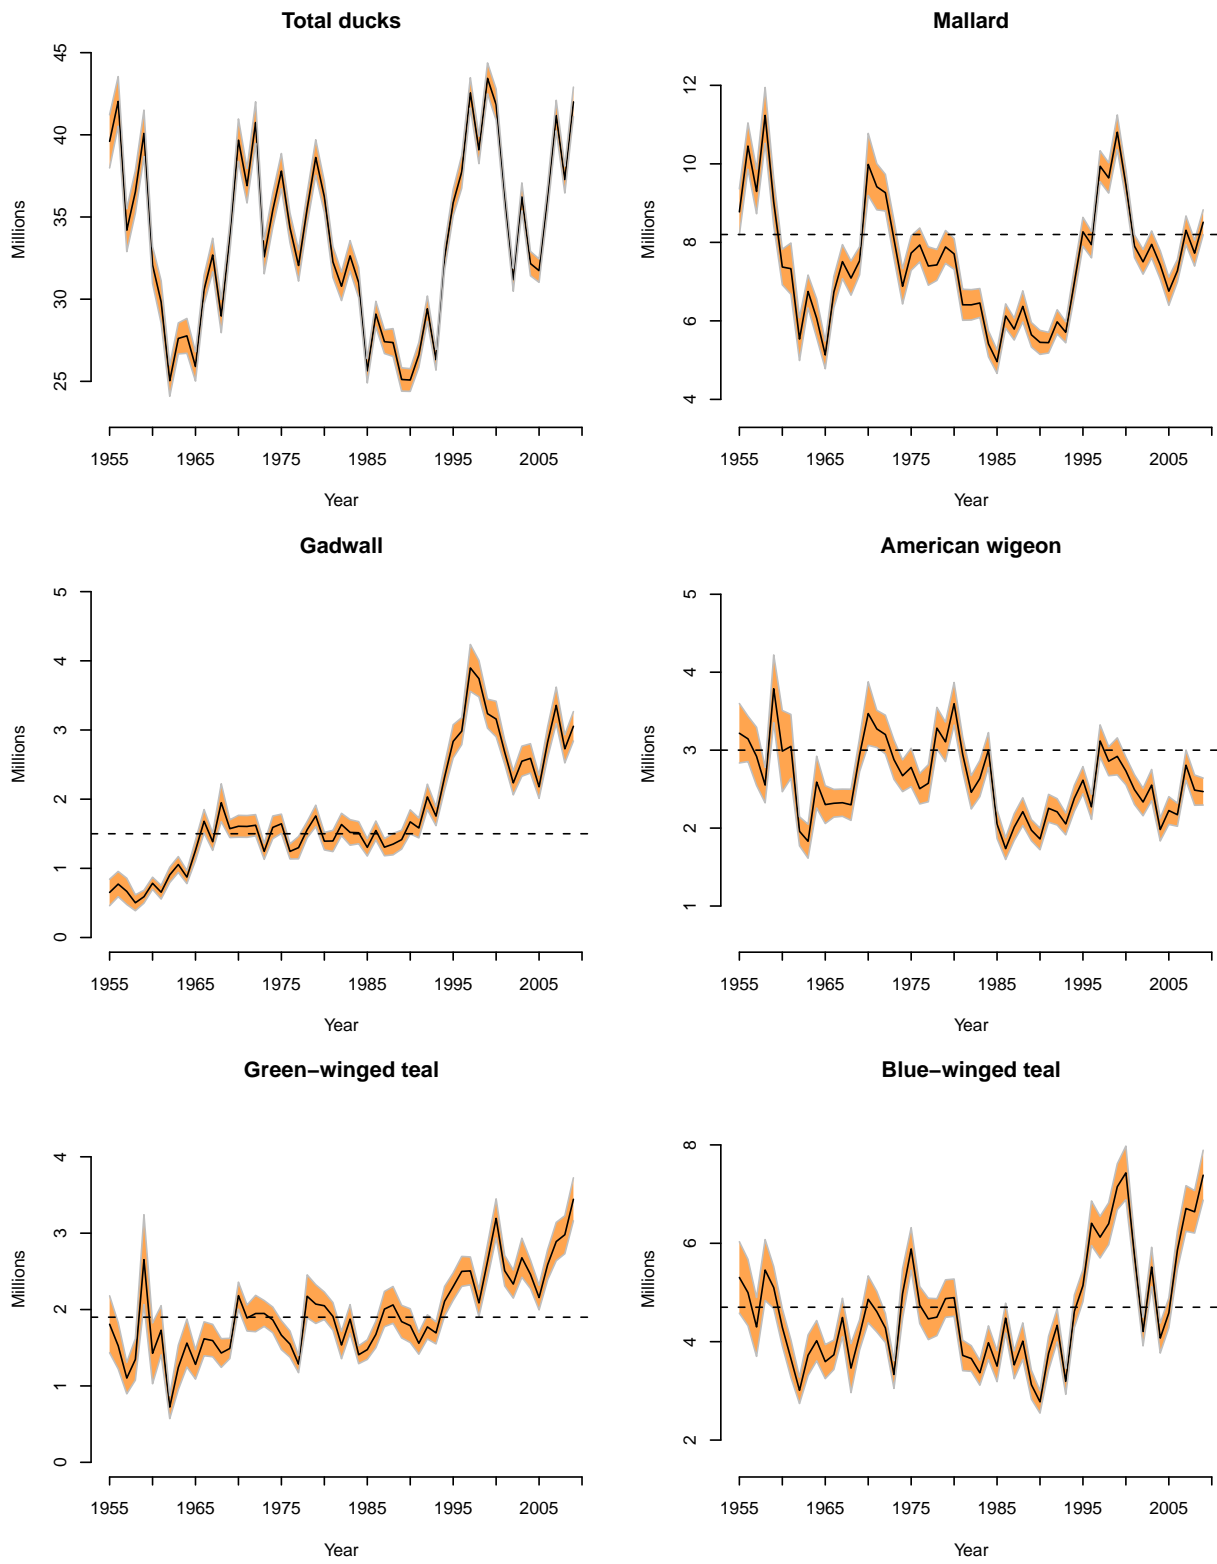 Total ducks
Millions
45
40
35
30
25
1955 1965 1975 1985 1995 2005
Year
Mallard
Millions
12
10
8
6
4
1955 1965 1975 1985 1995 2005
Year
Gadwall
Millions
5
4
3
2
1
0
1955 1965 1975 1985 1995 2005
Year
American wigeon
Millions
5
4
3
2
1
1955 1965 1975 1985 1995 2005
Year
Green−winged teal
Millions
4
3
2
1
0
1955 1965 1975 1985 1995 2005
Year
Blue−winged teal
Millions
8
6
4
2
1955 1965 1975 1985 1995 2005
Year